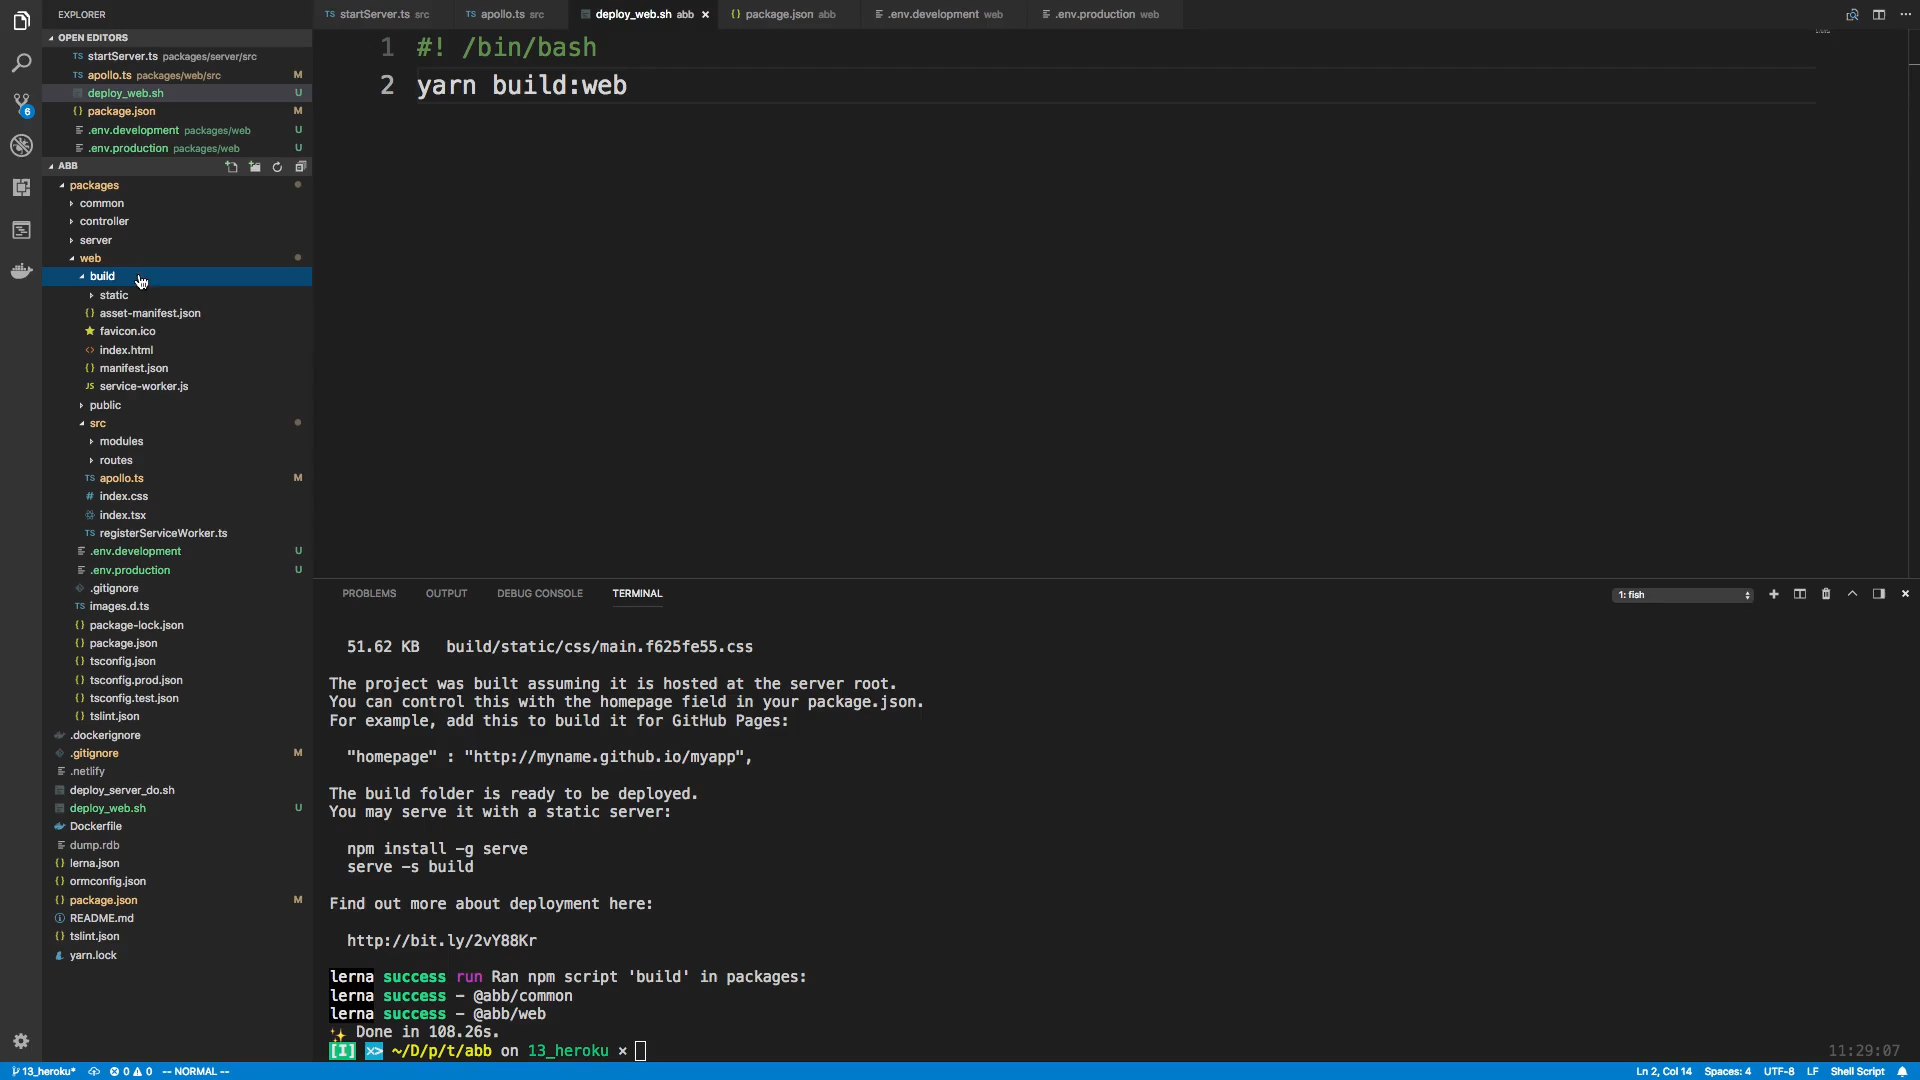 EXPLORER
OPEN EDITORS
TS startServer.ts packages/server/src
TS apollo.ts packages/web/src M
deploy_web.sh U
{} package.json M
.env.development packages/web U
.env.production packages/web U
ABB
packages
common
controller
server
web
build
static
{} asset-manifest.json
favicon.ico
<> index.html
{} manifest.json
JS service-worker.js
public
src
modules
routes
TS apollo.ts M
# index.css
index.tsx
TS registerServiceWorker.ts
.env.development U
.env.production U
.gitignore
TS images.d.ts
{} package-lock.json
{} package.json
{} tsconfig.json
{} tsconfig.prod.json
{} tsconfig.test.json
{} tslint.json
.dockerignore
.gitignore M
.netlify
deploy_server_do.sh
deploy_web.sh U
Dockerfile
dump.rdb
{} lerna.json
{} ormconfig.json
{} package.json M
README.md
{} tslint.json
yarn.lock
6
TS startServer.ts src
TS apollo.ts src
deploy_web.sh abb ×
{} package.json abb
.env.development web
.env.production web
1 #! /bin/bash
2 yarn build:web
PROBLEMS OUTPUT DEBUG CONSOLE TERMINAL
1: fish
51.62 KB build/static/css/main.f625fe55.css
The project was built assuming it is hosted at the server root.
You can control this with the homepage field in your package.json.
For example, add this to build it for GitHub Pages:
"homepage" : "http://myname.github.io/myapp",
The build folder is ready to be deployed.
You may serve it with a static server:
npm install -g serve
serve -s build
Find out more about deployment here:
http://bit.ly/2vY88Kr
lerna success run Ran npm script 'build' in packages:
lerna success - @abb/common
lerna success - @abb/web
✨ Done in 108.26s.
[I] >> ~/D/p/t/abb on 13_heroku ×
11:29:07
13_heroku* 0 0 -- NORMAL --
Ln 2, Col 14 Spaces: 4 UTF-8 LF Shell Script